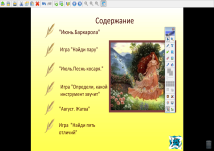 Содержание
"Июнь.Баркарола"
Игра "Найди пару"
"Июль.Песнь косаря."
Игра "Определи, какой
инструмент звучит"
"Август. Жатва"
Игра "Найди пять
отличий"